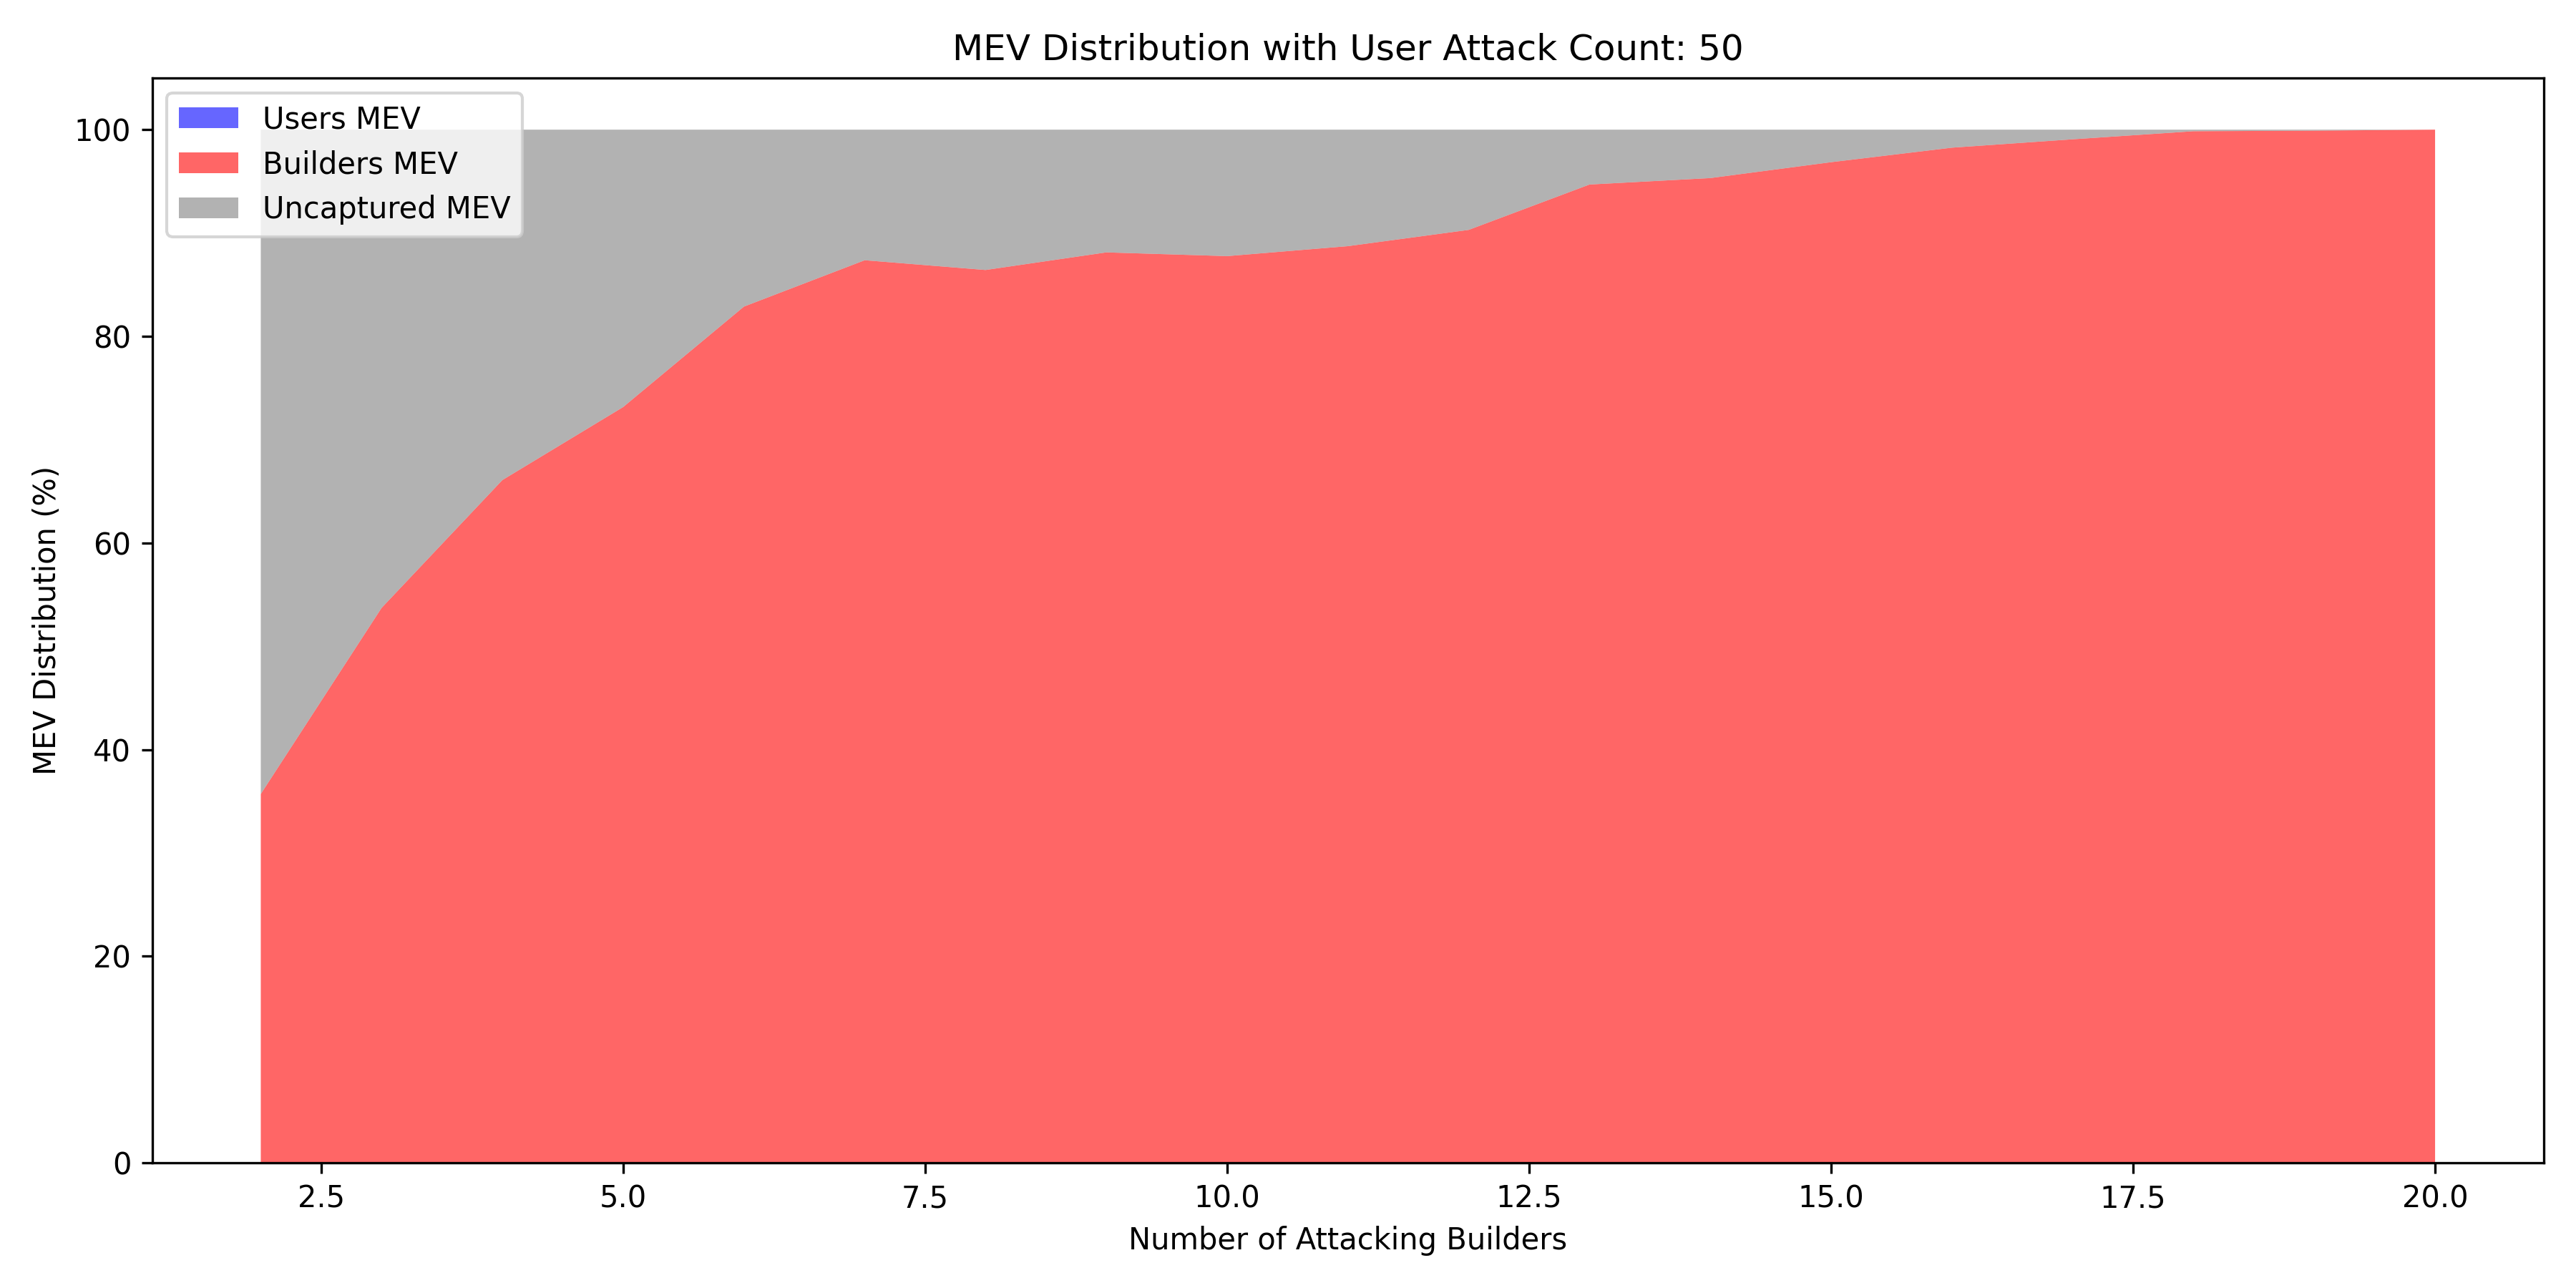 MEV Distribution with User Attack Count: 50
Users MEV
Builders MEV
Uncaptured MEV
MEV Distribution (%)
100
80
60
40
20
0
2.5 5.0 7.5 10.0 12.5 15.0 17.5 20.0
Number of Attacking Builders